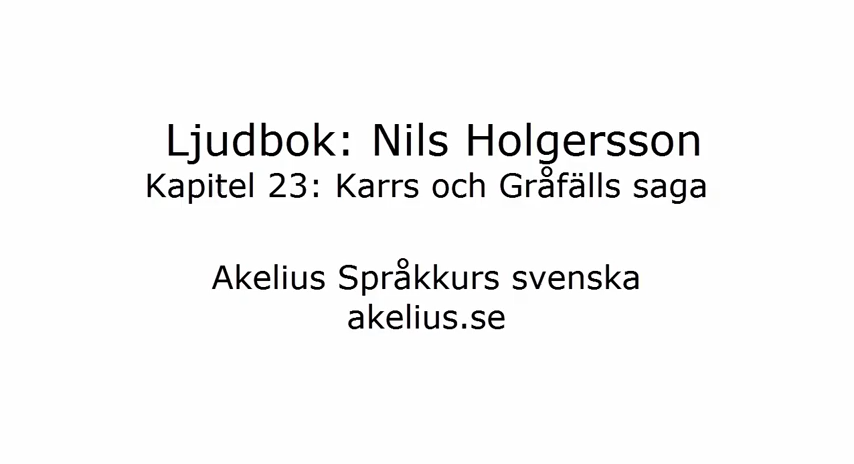 Ljudbok: Nils Holgersson
Kapitel 23: Karrs och Gråfälls saga
Akelius Språkkurs svenska
akelius.se